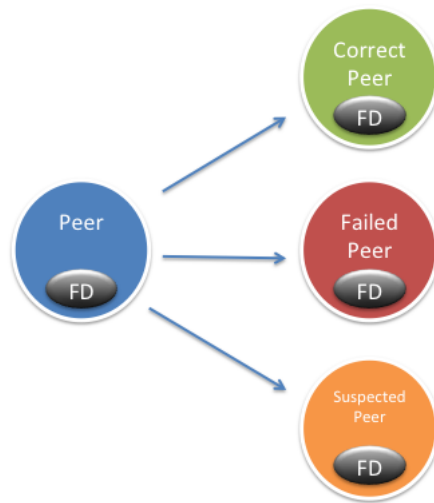 Correct
Peer
FD
Peer
FD
Failed
Peer
FD
Suspected
Peer
FD